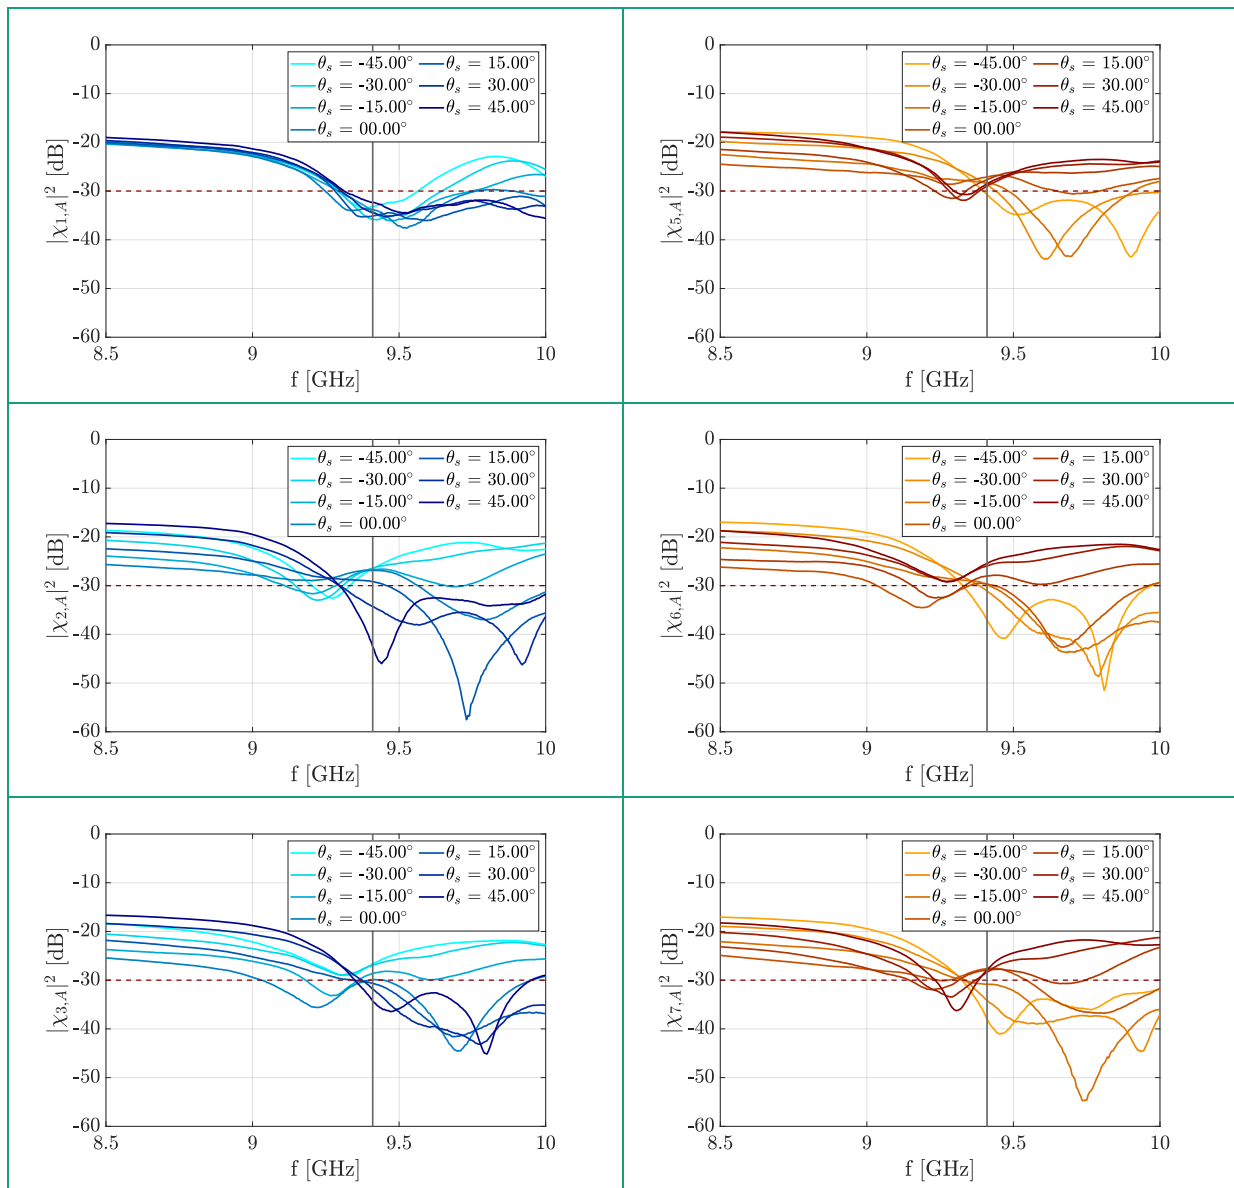 0
-10
-20
-30
-40
-50
-60
|χ1,A|² [dB]
θs = -45.00° θs = 15.00°
θs = -30.00° θs = 30.00°
θs = -15.00° θs = 45.00°
θs = 00.00°
8.5 9 9.5 10
f [GHz]
0
-10
-20
-30
-40
-50
-60
|χ5,A|² [dB]
θs = -45.00° θs = 15.00°
θs = -30.00° θs = 30.00°
θs = -15.00° θs = 45.00°
θs = 00.00°
8.5 9 9.5 10
f [GHz]
0
-10
-20
-30
-40
-50
-60
|χ2,A|² [dB]
θs = -45.00° θs = 15.00°
θs = -30.00° θs = 30.00°
θs = -15.00° θs = 45.00°
θs = 00.00°
8.5 9 9.5 10
f [GHz]
0
-10
-20
-30
-40
-50
-60
|χ6,A|² [dB]
θs = -45.00° θs = 15.00°
θs = -30.00° θs = 30.00°
θs = -15.00° θs = 45.00°
θs = 00.00°
8.5 9 9.5 10
f [GHz]
0
-10
-20
-30
-40
-50
-60
|χ3,A|² [dB]
θs = -45.00° θs = 15.00°
θs = -30.00° θs = 30.00°
θs = -15.00° θs = 45.00°
θs = 00.00°
8.5 9 9.5 10
f [GHz]
0
-10
-20
-30
-40
-50
-60
|χ7,A|² [dB]
θs = -45.00° θs = 15.00°
θs = -30.00° θs = 30.00°
θs = -15.00° θs = 45.00°
θs = 00.00°
8.5 9 9.5 10
f [GHz]